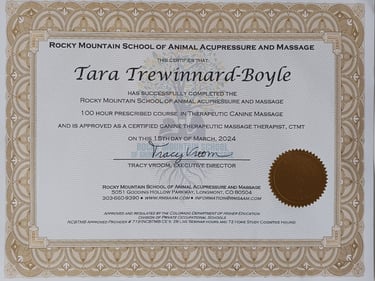 ROCKY MOUNTAIN SCHOOL OF ANIMAL ACUPRESSURE AND MASSAGE
THIS CERTIFIES THAT
Tara Trewinnard-Boyle
HAS SUCCESSFULLY COMPLETED THE
ROCKY MOUNTAIN SCHOOL OF ANIMAL ACUPRESSURE AND MASSAGE
100 HOUR PRESCRIBED COURSE IN THERAPEUTIC CANINE MASSAGE
AND IS APPROVED AS A CERTIFIED CANINE THERAPEUTIC MASSAGE THERAPIST, CTMT
ON THIS 15TH DAY OF MARCH, 2024
Tracy Vroom
TRACY VROOM, EXECUTIVE DIRECTOR
ROCKY MOUNTAIN SCHOOL OF ANIMAL ACUPRESSURE AND MASSAGE
5051 GOODING HOLLOW PARKWAY, LONGMONT, CO 80504
303-660-9390 • WWW.RMSAAM.COM • INFORMATION@RMSAAM.COM
APPROVED AND REGULATED BY THE COLORADO DEPARTMENT OF HIGHER EDUCATION
DIVISION OF PRIVATE OCCUPATIONAL SCHOOLS